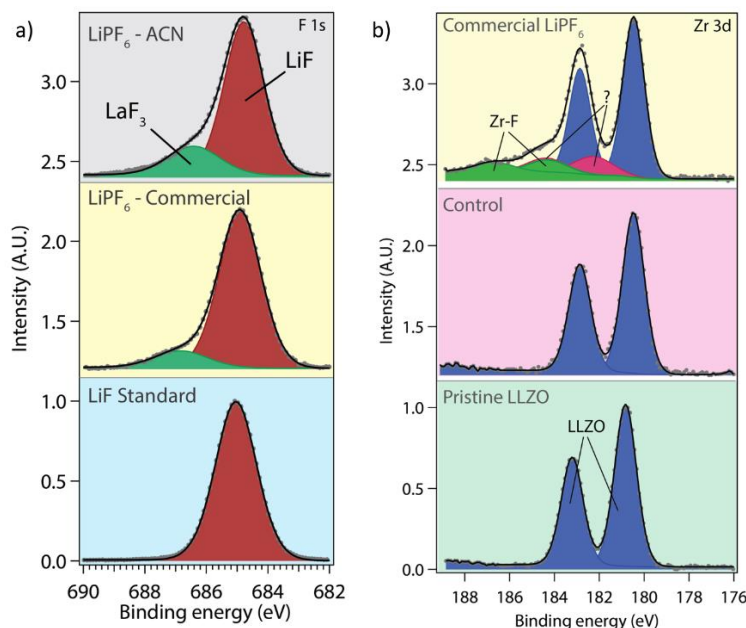 a)
LiPF6 - ACN
F 1s
LiF
LaF3
3.0
2.5
LiPF6 - Commercial
2.0
1.5
LiF Standard
1.0
0.5
0.0
Intensity (A.U.)
690 688 686 684 682
Binding energy (eV)
b)
Commercial LiPF6
Zr 3d
?
Zr-F
3.0
2.5
Control
2.0
1.5
Pristine LLZO
LLZO
1.0
0.5
0.0
Intensity (A.U.)
188 186 184 182 180 178 176
Binding energy (eV)